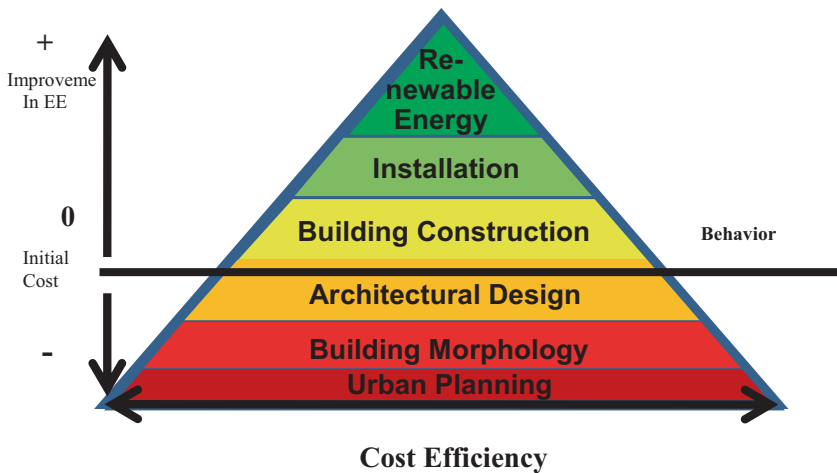 +
Improveme
In EE
0
Initial
Cost
-
Re-
newable
Energy
Installation
Building Construction
Architectural Design
Building Morphology
Urban Planning
Behavior
Cost Efficiency